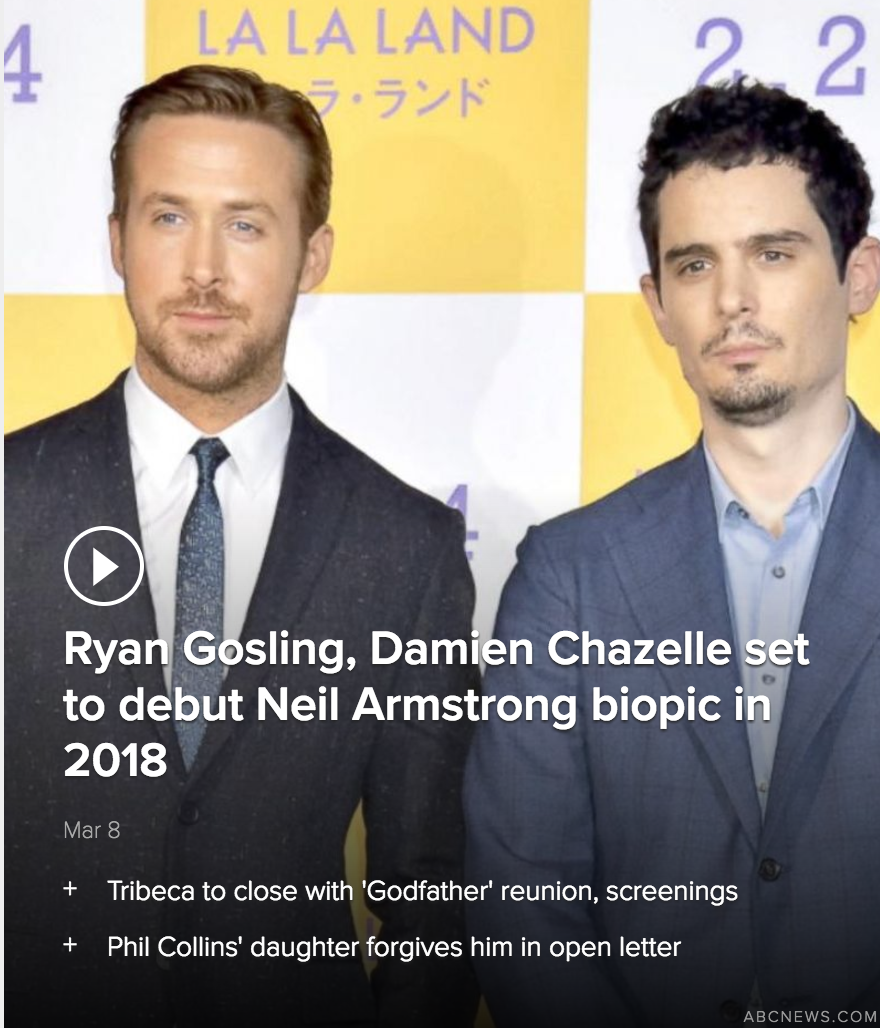 LA LA LAND
4
2.2
ラ・ランド
4
Ryan Gosling, Damien Chazelle set
to debut Neil Armstrong biopic in
2018
Mar 8
+ Tribeca to close with 'Godfather' reunion, screenings
+ Phil Collins' daughter forgives him in open letter
ABCNEWS.COM